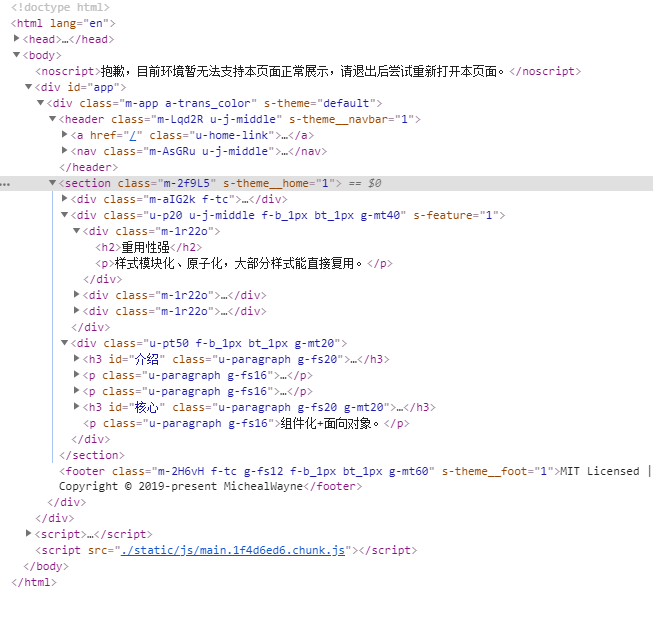 <!doctype html>
<html lang="en">
<head>…</head>
<body>
<noscript>抱歉，目前环境暂无法支持本页面正常展示，请退出后尝试重新打开本页面。</noscript>
<div id="app">
<div class="m-app a-trans_color" s-theme="default">
<header class="m-Lqd2R u-j-middle" s-theme__navbar="1">
<a href="/" class="u-home-link">…</a>
<nav class="m-AsGRu u-j-middle">…</nav>
</header>
…<section class="m-2f9L5" s-theme__home="1"> == $0
<div class="m-aIG2k f-tc">…</div>
<div class="u-p20 u-j-middle f-b_1px bt_1px g-mt40" s-feature="1">
<div class="m-1r22o">
<h2>重用性强</h2>
<p>样式模块化、原子化，大部分样式能直接复用。</p>
</div>
<div class="m-1r22o">…</div>
<div class="m-1r22o">…</div>
</div>
<div class="u-pt50 f-b_1px bt_1px g-mt20">
<h3 id="介绍" class="u-paragraph g-fs20">…</h3>
<p class="u-paragraph g-fs16">…</p>
<p class="u-paragraph g-fs16">…</p>
<h3 id="核心" class="u-paragraph g-fs20 g-mt20">…</h3>
<p class="u-paragraph g-fs16">组件化+面向对象。</p>
</div>
</section>
<footer class="m-2H6vH f-tc g-fs12 f-b_1px bt_1px g-mt60" s-theme__foot="1">MIT Licensed |
Copyright © 2019-present MichealWayne</footer>
</div>
</div>
<script>…</script>
<script src="./static/js/main.1f4d6ed6.chunk.js"></script>
</body>
</html>